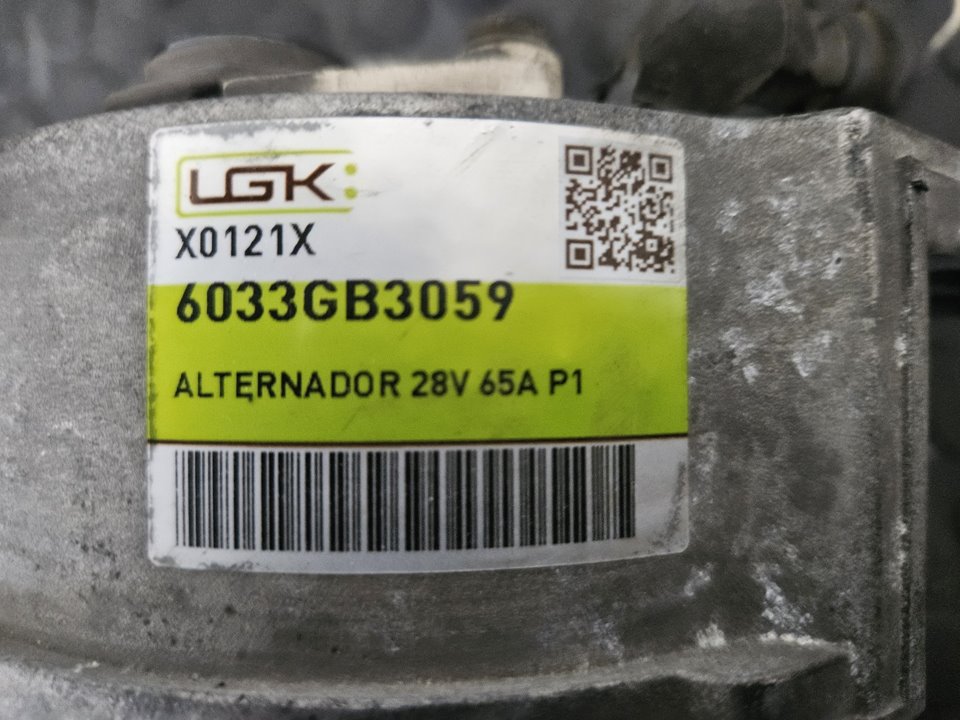 LGK
X0121X
6033GB3059
ALTERNADOR 28V 65A P1